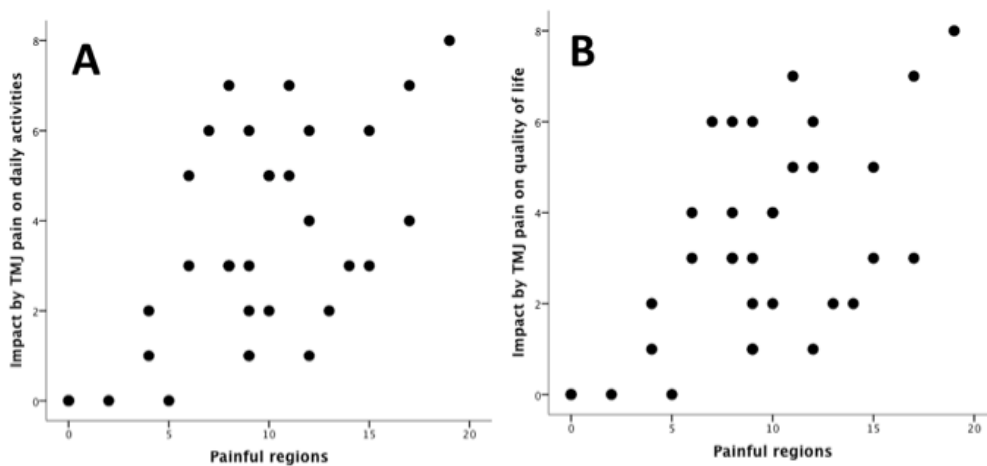 A
Impact by TMJ pain on daily activities
8
6
4
2
0
0 5 10 15 20
Painful regions
B
Impact by TMJ pain on quality of life
8
6
4
2
0
0 5 10 15 20
Painful regions